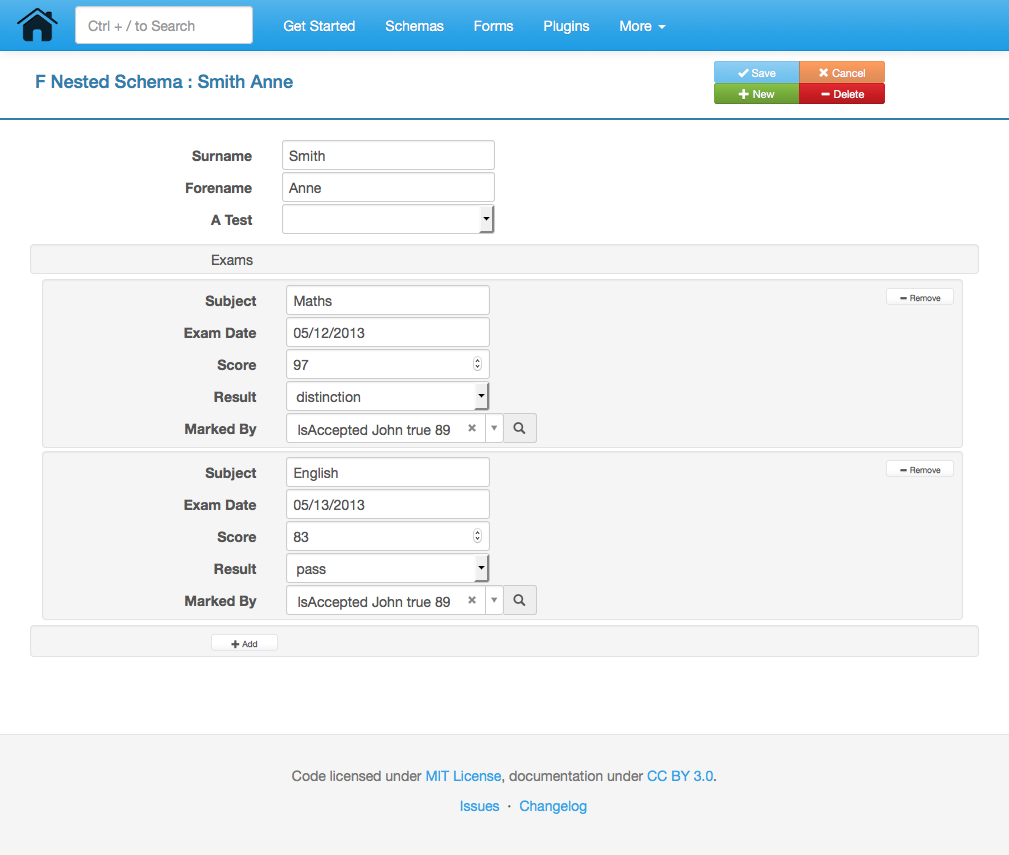 Ctrl + / to Search Get Started Schemas Forms Plugins More
F Nested Schema : Smith Anne
Save Cancel
New Delete
Surname Smith
Forename Anne
A Test
Exams
Subject Maths Remove
Exam Date 05/12/2013
Score 97
Result distinction
Marked By IsAccepted John true 89
Subject English Remove
Exam Date 05/13/2013
Score 83
Result pass
Marked By IsAccepted John true 89
Add
Code licensed under MIT License, documentation under CC BY 3.0.
Issues · Changelog